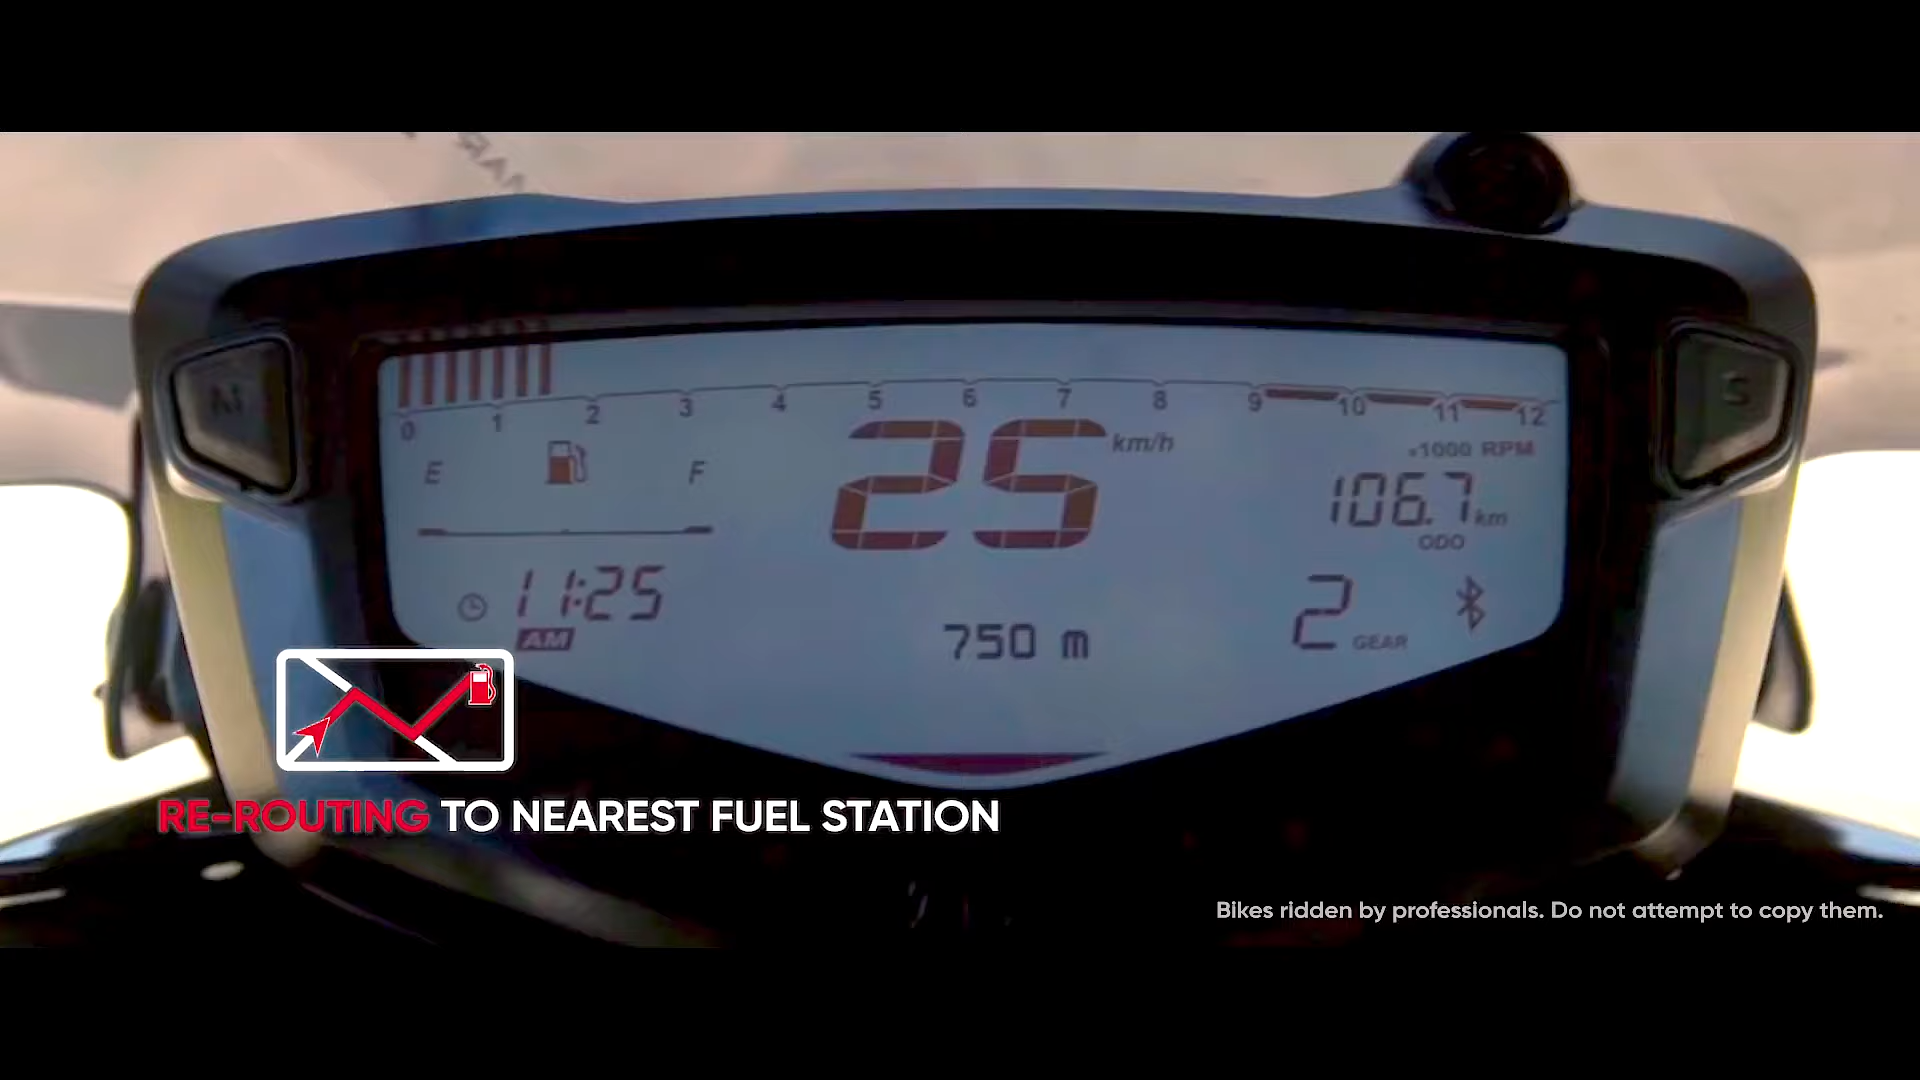 0 1 2 3 4 5 6 7 8 9 10 11 12
x1000 RPM
E F
25 km/h
106.7 km
ODO
11:25
AM
750 m
2 GEAR
S
RE-ROUTING TO NEAREST FUEL STATION
Bikes ridden by professionals. Do not attempt to copy them.